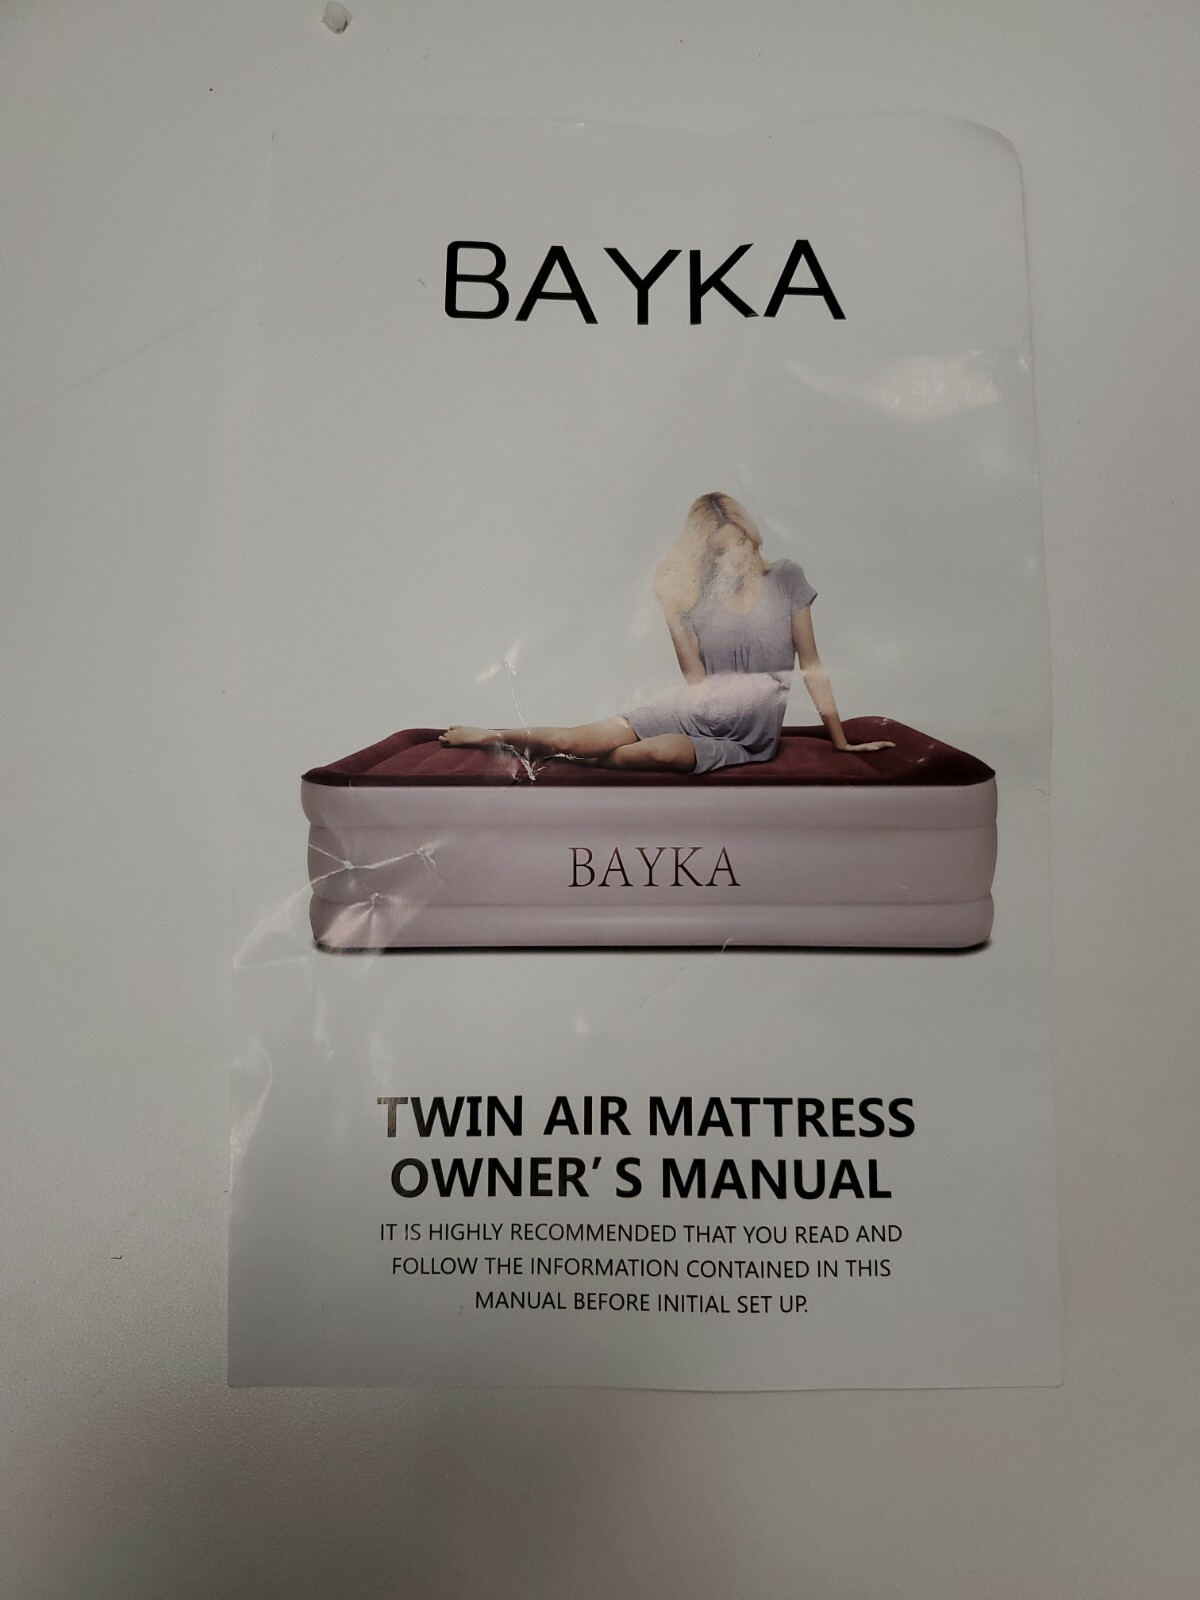 BAYKA
BAYKA
TWIN AIR MATTRESS
OWNER’ S MANUAL
IT IS HIGHLY RECOMMENDED THAT YOU READ AND
FOLLOW THE INFORMATION CONTAINED IN THIS
MANUAL BEFORE INITIAL SET UP.